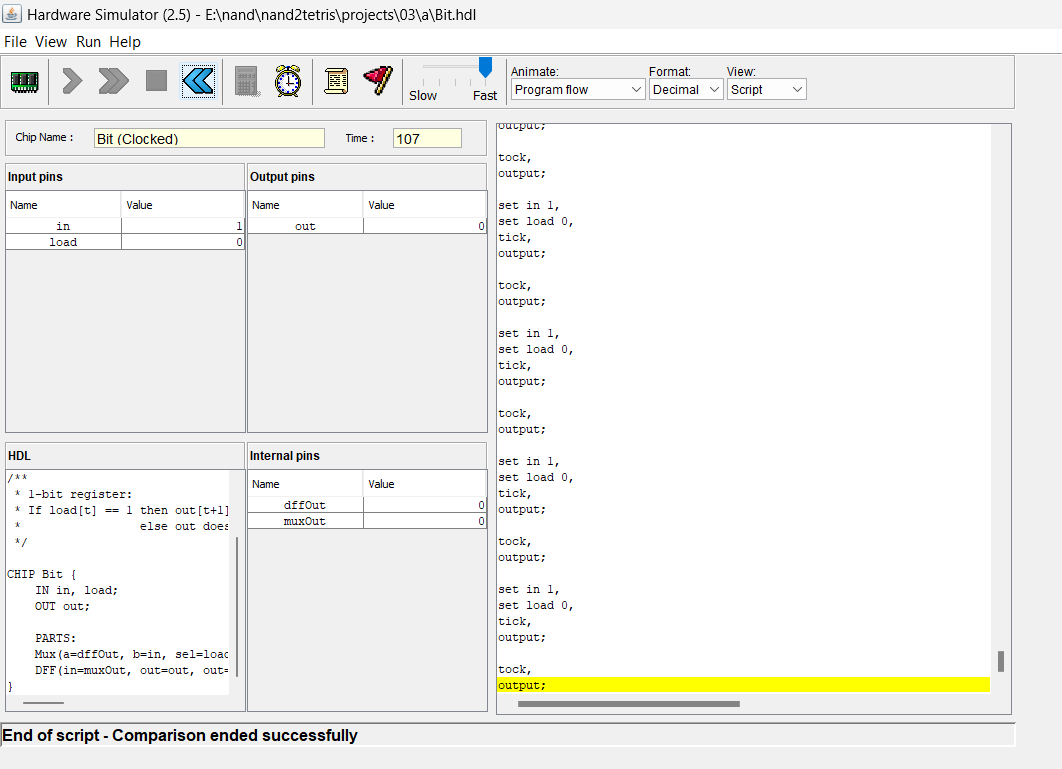 Hardware Simulator (2.5) - E:\nand\nand2tetris\projects\03\a\Bit.hdl
File View Run Help
Slow Fast
Animate: Format: View:
Program flow Decimal Script
Chip Name : Bit (Clocked) Time : 107
Input pins
Name Value
in 1
load 0
Output pins
Name Value
out 0
HDL
/**
* 1-bit register:
* If load[t] == 1 then out[t+1]
* else out does
*/
CHIP Bit {
IN in, load;
OUT out;
PARTS:
Mux(a=dffOut, b=in, sel=load
DFF(in=muxOut, out=out, out=
}
Internal pins
Name Value
dffOut 0
muxOut 0
output;
tock,
output;
set in 1,
set load 0,
tick,
output;
tock,
output;
set in 1,
set load 0,
tick,
output;
tock,
output;
set in 1,
set load 0,
tick,
output;
tock,
output;
set in 1,
set load 0,
tick,
output;
tock,
output;
End of script - Comparison ended successfully